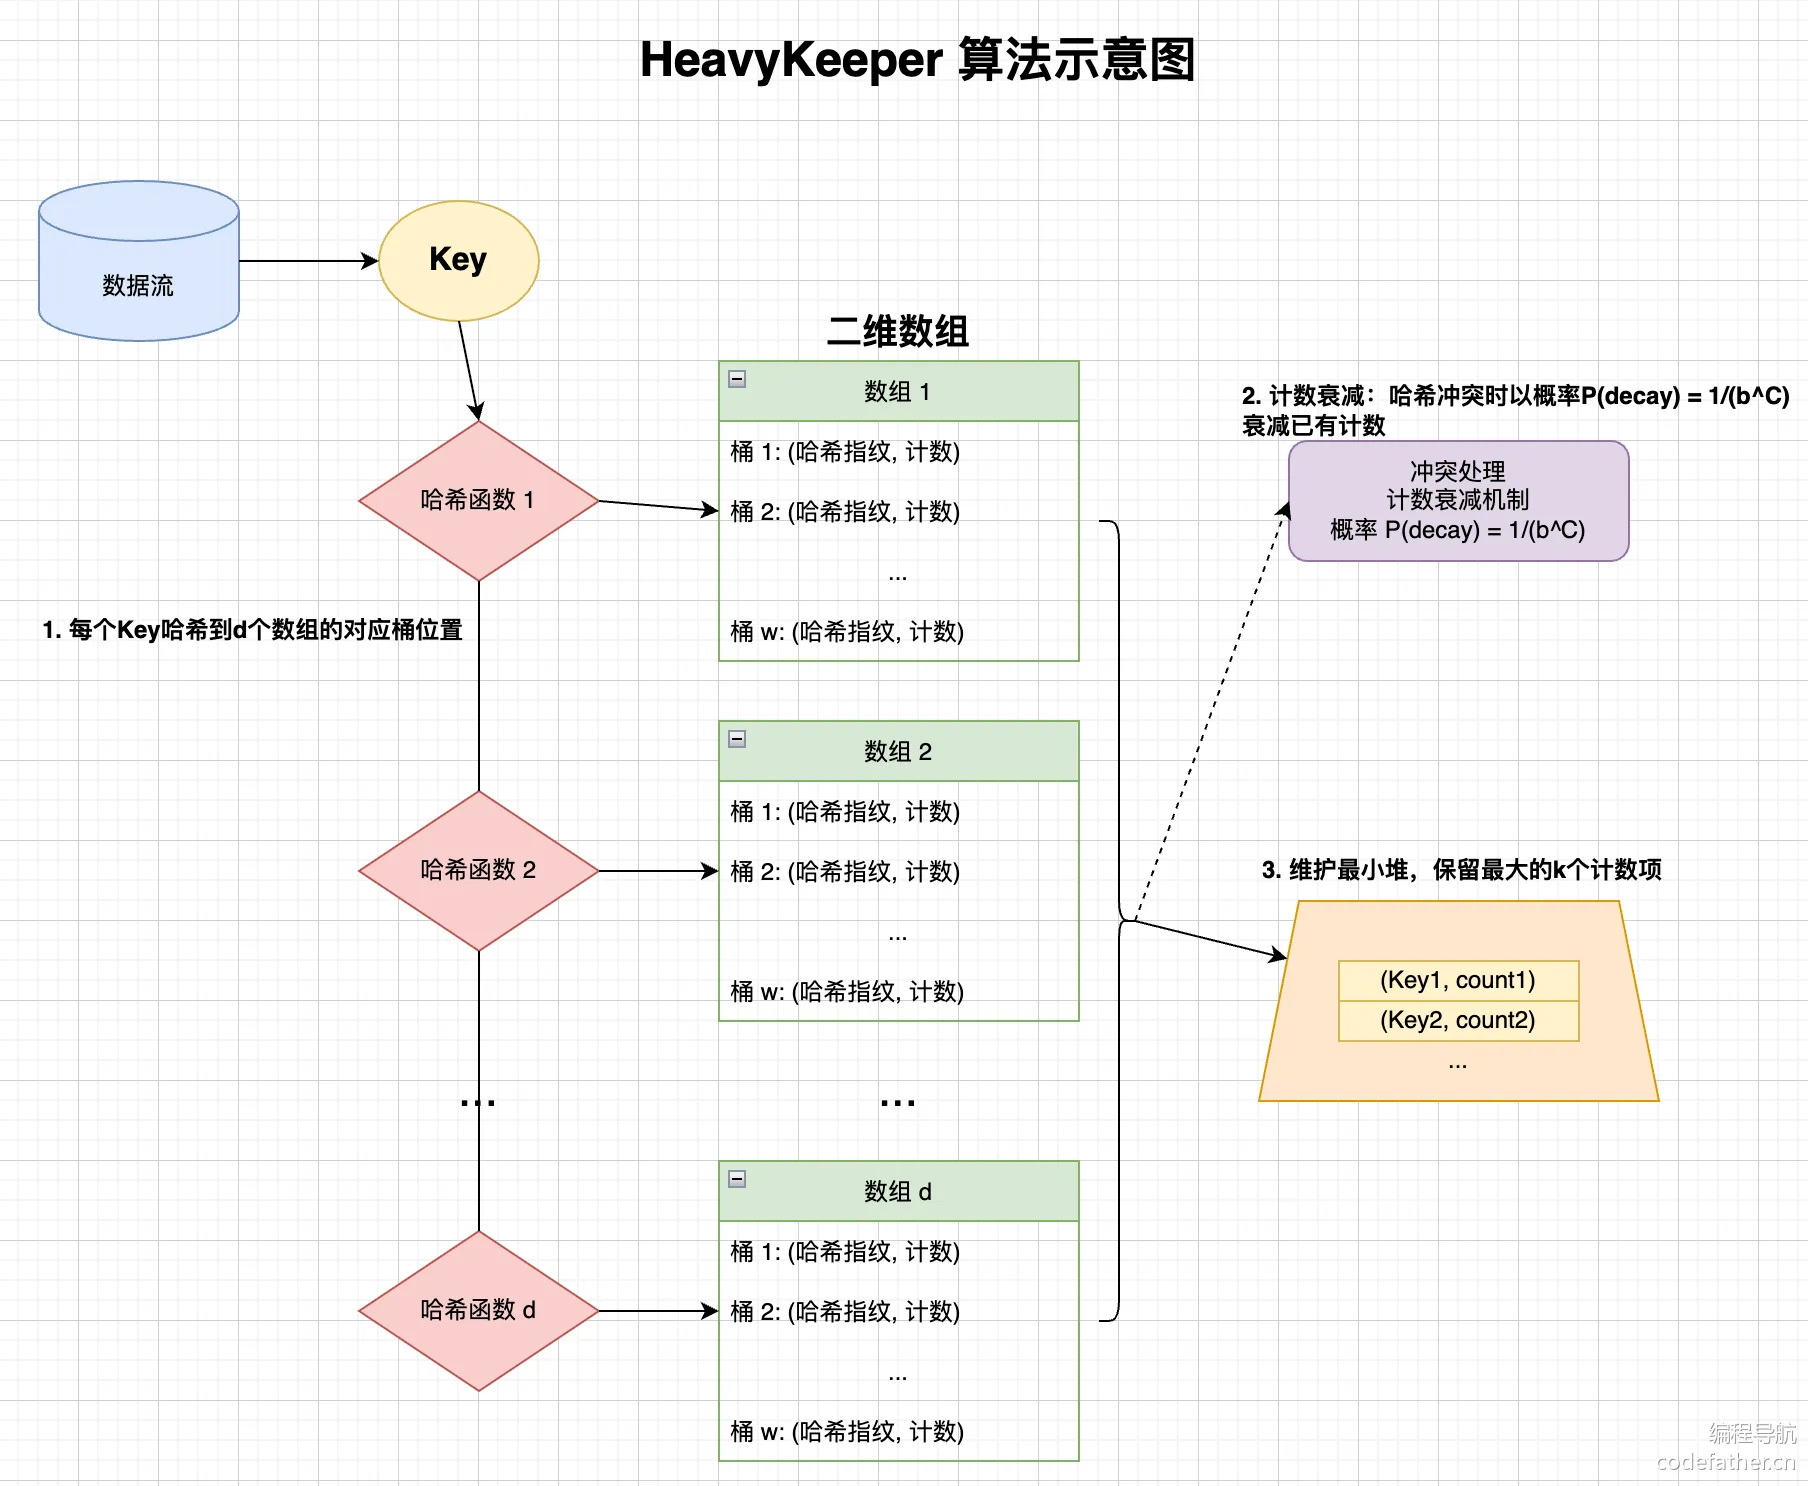 HeavyKeeper 算法示意图
数据流
Key
二维数组
哈希函数 1
数组 1
桶 1: (哈希指纹, 计数)
桶 2: (哈希指纹, 计数)
...
桶 w: (哈希指纹, 计数)
1. 每个Key哈希到d个数组的对应桶位置
哈希函数 2
数组 2
桶 1: (哈希指纹, 计数)
桶 2: (哈希指纹, 计数)
...
桶 w: (哈希指纹, 计数)
...
...
哈希函数 d
数组 d
桶 1: (哈希指纹, 计数)
桶 2: (哈希指纹, 计数)
...
桶 w: (哈希指纹, 计数)
2. 计数衰减：哈希冲突时以概率P(decay) = 1/(b^C)
衰减已有计数
冲突处理
计数衰减机制
概率 P(decay) = 1/(b^C)
3. 维护最小堆，保留最大的k个计数项
(Key1, count1)
(Key2, count2)
...
编程导航
codefather.cn